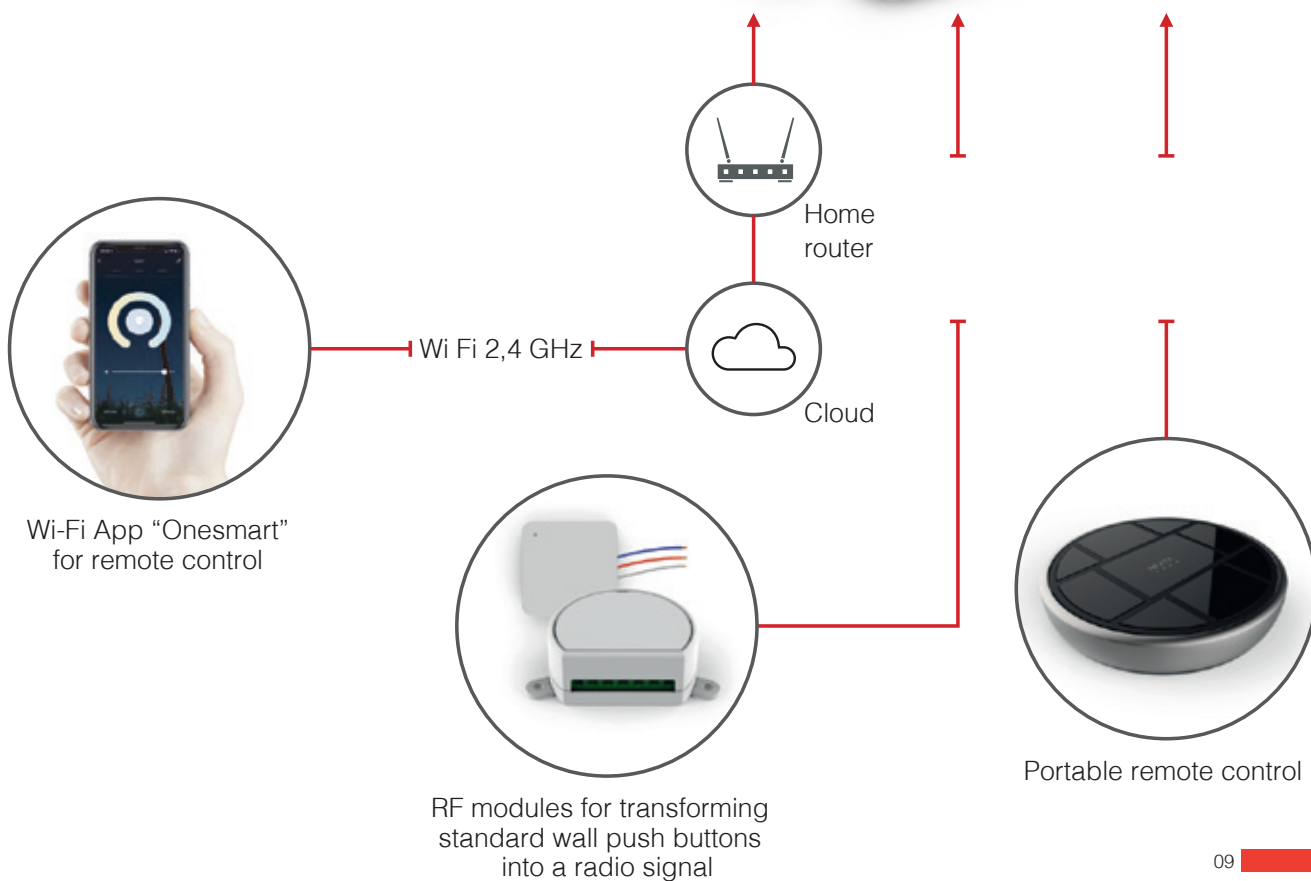 Home
router
Wi Fi 2,4 GHz
Cloud
Wi-Fi App “Onesmart”
for remote control
Portable remote control
RF modules for transforming
standard wall push buttons
into a radio signal
09